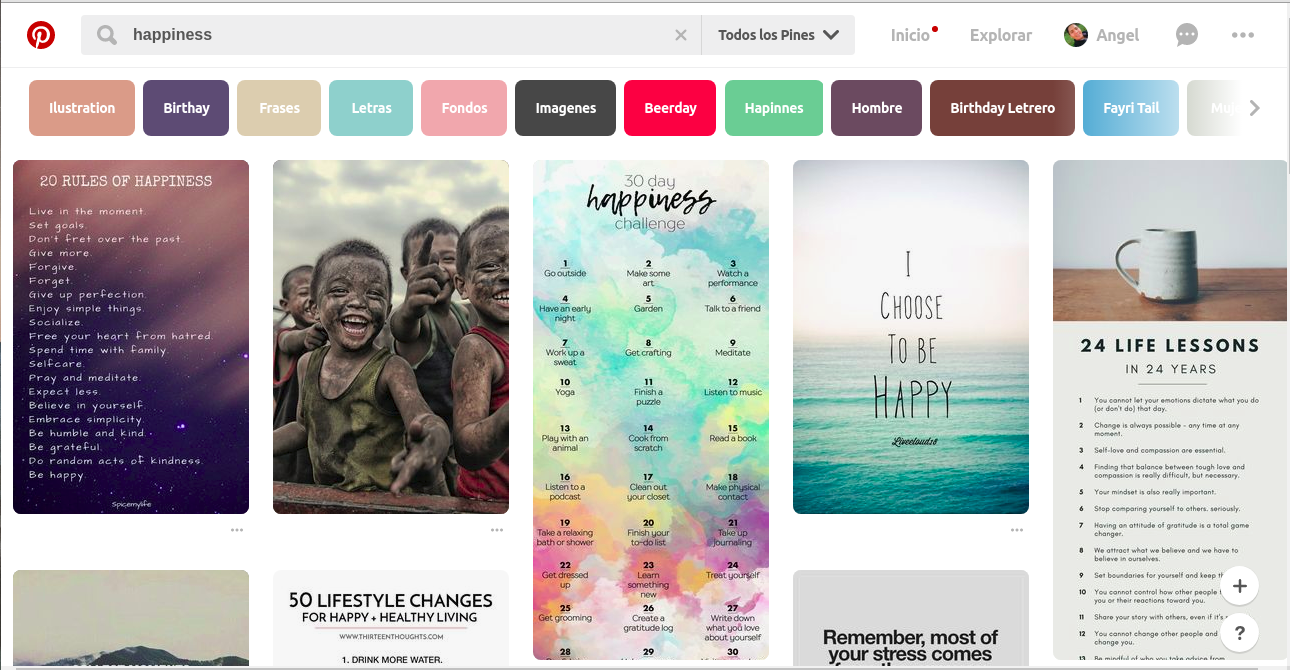 happiness
Todos los Pines
Inicio
Explorar
Angel
Ilustration
Birthay
Frases
Letras
Fondos
Imagenes
Beerday
Hapinnes
Hombre
Birthday Letrero
Fayri Tail
20 RULES OF HAPPINESS
Live in the moment.
Set goals.
Don't fret over the past.
Give more.
Forgive.
Forget.
Give up perfection.
Enjoy simple things.
Socialize.
Free your heart from hatred.
Spend time with family.
Selfcare.
Pray and meditate.
Expect less.
Believe in yourself.
Embrace simplicity.
Be humble and kind.
Be grateful.
Do random acts of kindness.
Be happy.
Spicemylife
30 day
happiness
challenge
1
Go outside
2
Make some
art
3
Watch a
performance
4
Have an early
night
5
Garden
6
Talk to a friend
7
Work up a
sweat
8
Get crafting
9
Meditate
10
Yoga
11
Finish a
puzzle
12
Listen to music
13
Play with an
animal
14
Cook from
scratch
15
Read a book
16
Listen to a
podcast
17
Clean out
your closet
18
Make physical
contact
19
Take a relaxing
bath or shower
20
Finish your
to-do list
21
Take up
journaling
22
Get dressed
up
23
Learn
something
new
24
Treat yourself
25
Get grooming
26
Create a
gratitude log
27
Write down
what you love
about yourself
28
29
30
I
CHOOSE
TO BE
HAPPY
Liveloud18
24 LIFE LESSONS
IN 24 YEARS
1 You cannot let your emotions dictate what you do
(or don't do) that day.
2 Change is always possible - any time at any
moment.
3 Self-love and compassion are essential.
4 Finding that balance between tough love and
compassion is really difficult, but necessary.
5 Your mindset is also really important.
6 Stop comparing yourself to others. seriously.
7 Having an attitude of gratitude is a total game
changer.
8 We attract what we believe and we have to
believe in ourselves.
9 Set boundaries for yourself and keep
10 You cannot control how other people
you or their reactions toward you.
11 Share your story with others, even if it's
12 You cannot change other people and
change you.
13 Be mindful of who you take advice from
50 LIFESTYLE CHANGES
FOR HAPPY + HEALTHY LIVING
WWW.THIRTEENTHOUGHTS.COM
1. DRINK MORE WATER.
Remember, most of
your stress comes
+
?